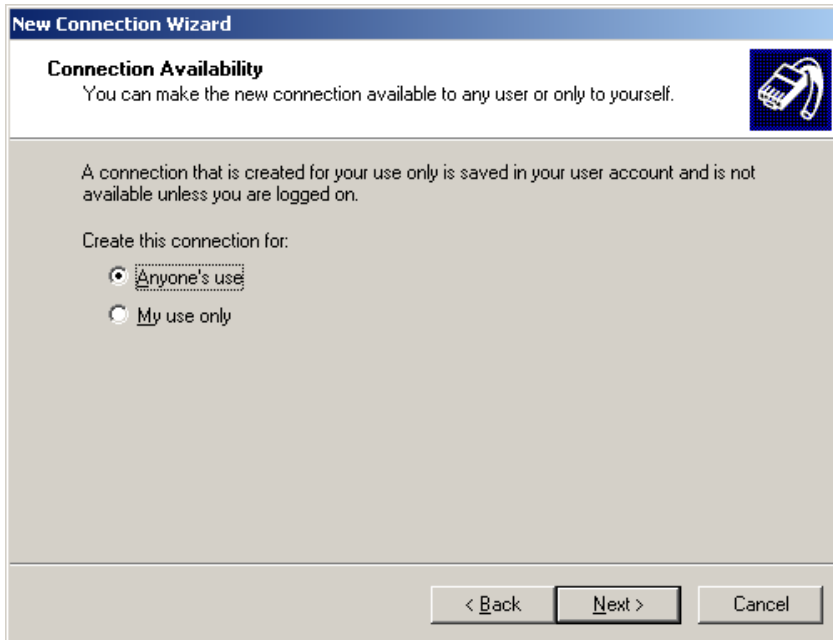 New Connection Wizard
Connection Availability
You can make the new connection available to any user or only to yourself.
A connection that is created for your use only is saved in your user account and is not
available unless you are logged on.
Create this connection for:
Anyone's use
My use only
< Back Next > Cancel